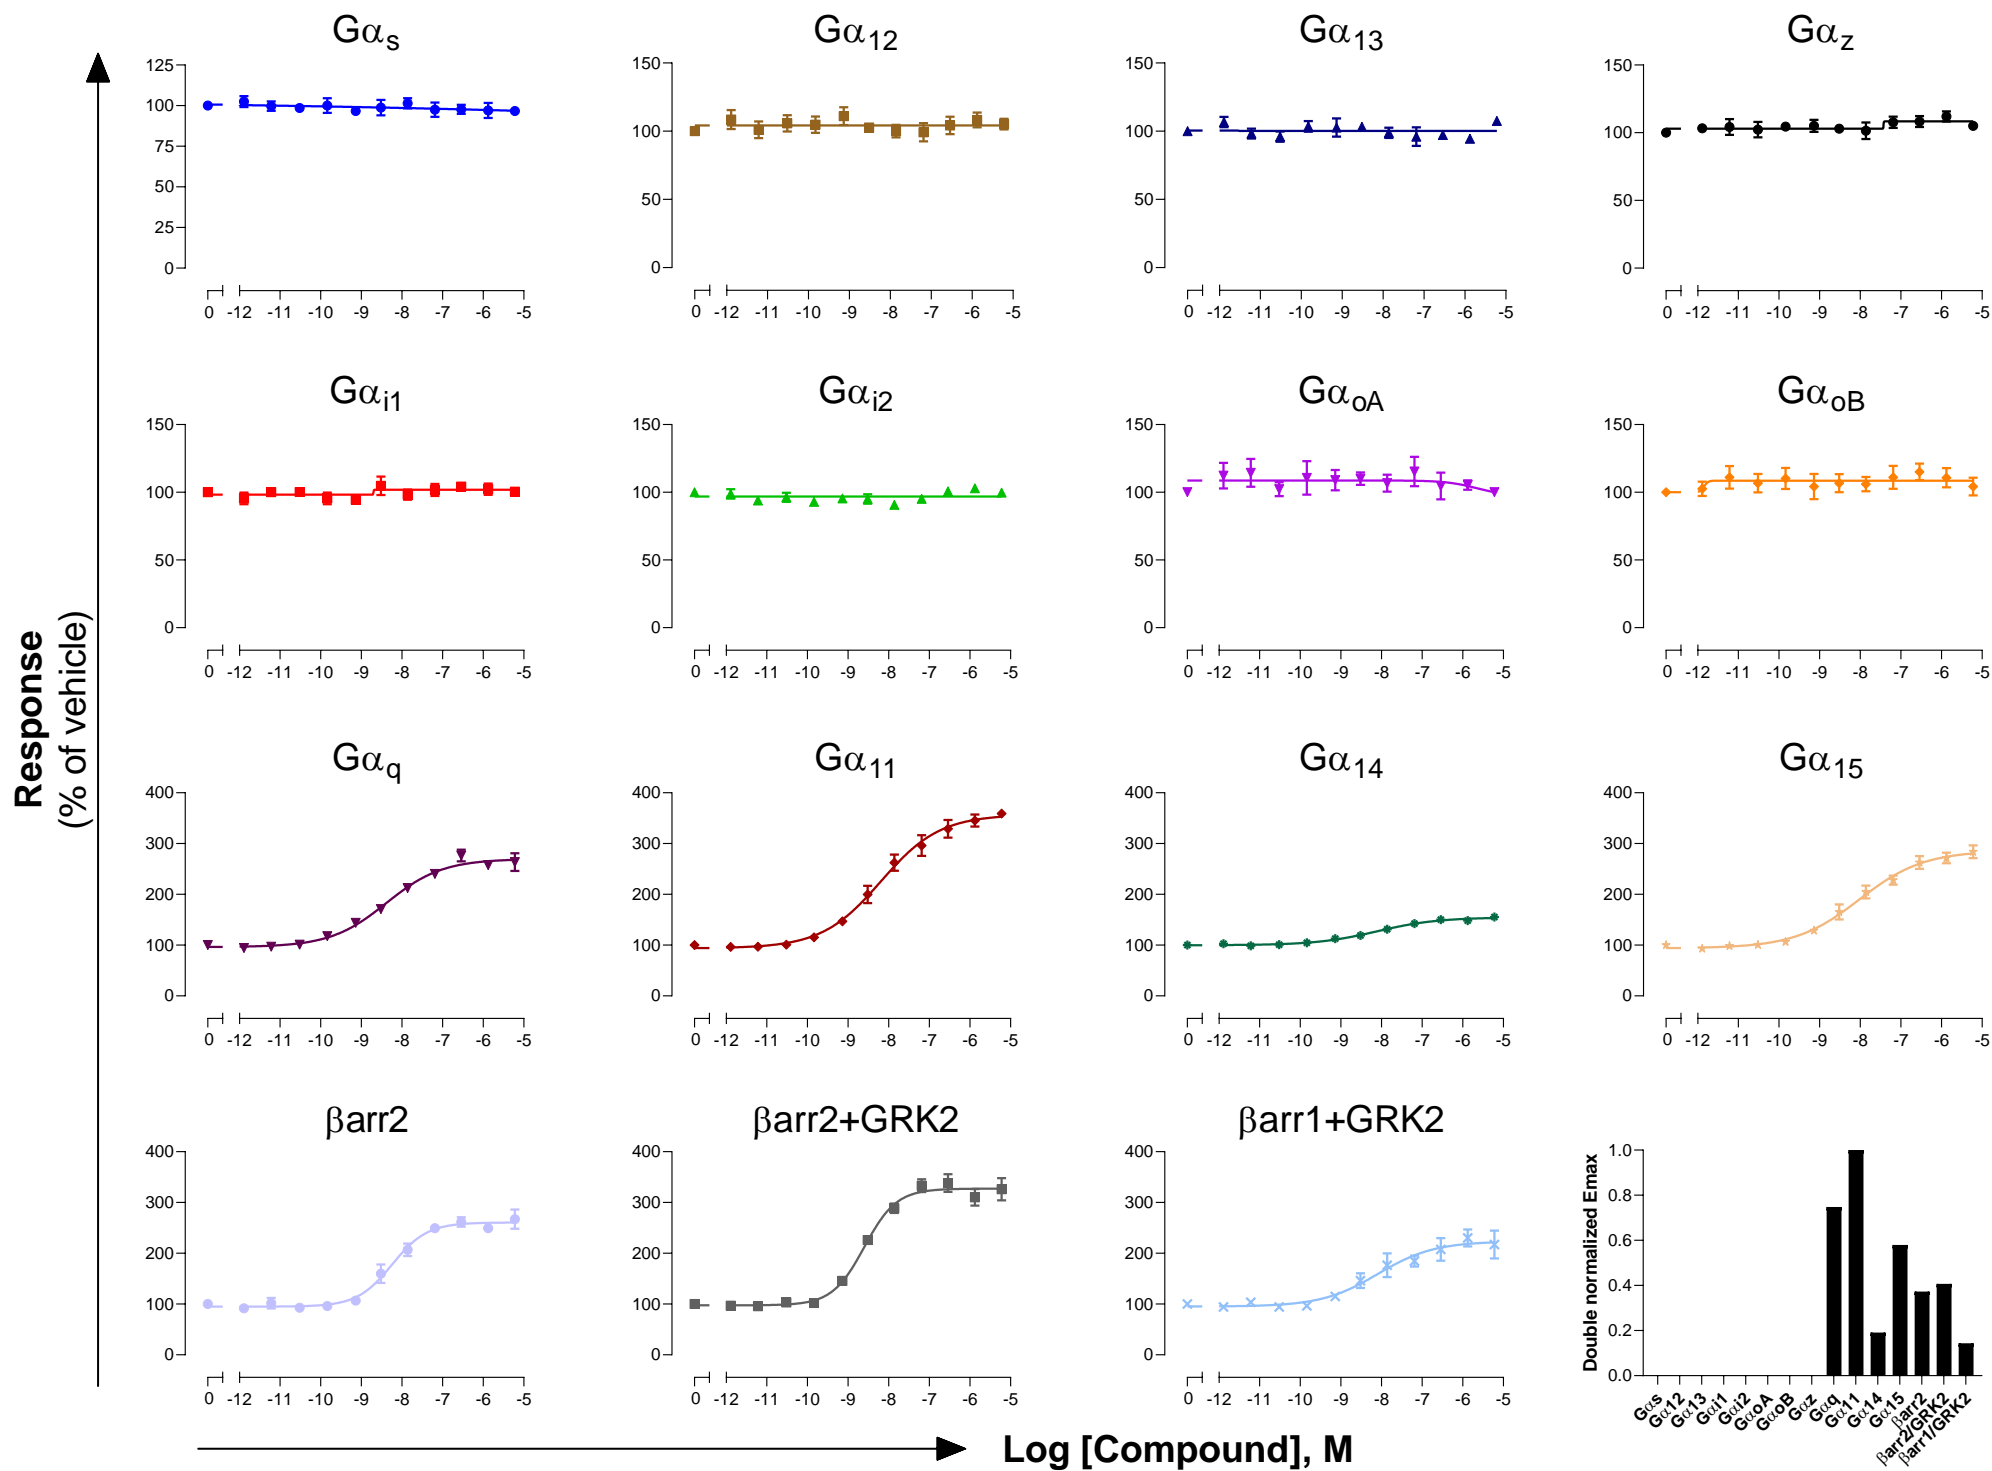 Gαs
Gα12
Gα13
Gαz
125
100
75
50
25
0
150
100
50
0
150
100
50
0
150
100
50
0
0 -12 -11 -10 -9 -8 -7 -6 -5
0 -12 -11 -10 -9 -8 -7 -6 -5
0 -12 -11 -10 -9 -8 -7 -6 -5
0 -12 -11 -10 -9 -8 -7 -6 -5
Gαi1
Gαi2
GαoA
GαoB
150
100
50
0
150
100
50
0
150
100
50
0
150
100
50
0
0 -12 -11 -10 -9 -8 -7 -6 -5
0 -12 -11 -10 -9 -8 -7 -6 -5
0 -12 -11 -10 -9 -8 -7 -6 -5
0 -12 -11 -10 -9 -8 -7 -6 -5
Response
(% of vehicle)
Gαq
Gα11
Gα14
Gα15
400
300
200
100
0
400
300
200
100
0
400
300
200
100
0
400
300
200
100
0
0 -12 -11 -10 -9 -8 -7 -6 -5
0 -12 -11 -10 -9 -8 -7 -6 -5
0 -12 -11 -10 -9 -8 -7 -6 -5
0 -12 -11 -10 -9 -8 -7 -6 -5
βarr2
βarr2+GRK2
βarr1+GRK2
400
300
200
100
0
400
300
200
100
0
400
300
200
100
0
0 -12 -11 -10 -9 -8 -7 -6 -5
0 -12 -11 -10 -9 -8 -7 -6 -5
0 -12 -11 -10 -9 -8 -7 -6 -5
Double normalized Emax
1.0
0.8
0.6
0.4
0.2
0.0
Gαs
Gα12
Gα13
Gαi1
Gαi2
GαoA
GαoB
Gαz
Gαq
Gα11
Gα14
Gα15
βarr2
βarr2/GRK2
βarr1/GRK2
Log [Compound], M